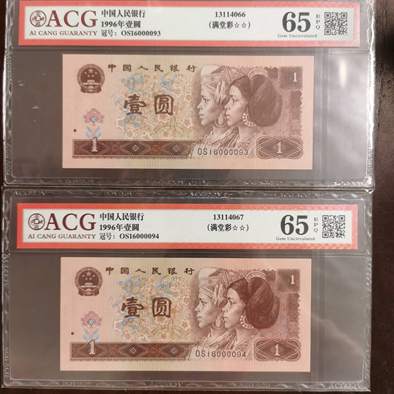 ACG
AI CANG GUARANTY
中国人民银行
1996年壹圆
冠号: OS16000093
13114066
(满堂彩☆☆)
65 EPQ
Gem Uncirculated
中国人民银行
1
壹圆
OS16000093
1
1
ACG
AI CANG GUARANTY
中国人民银行
1996年壹圆
冠号: OS16000094
13114067
(满堂彩☆☆)
65 EPQ
Gem Uncirculated
中国人民银行
1
壹圆
OS16000094
1
1